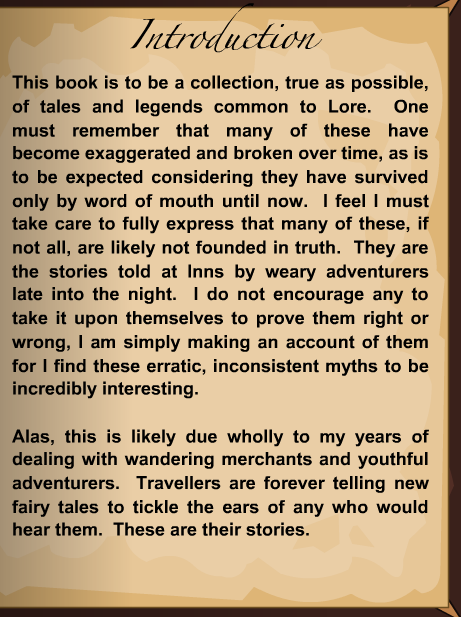 Introduction
This book is to be a collection, true as possible,
of tales and legends common to Lore.  One
must remember that many of these have
become exaggerated and broken over time, as is
to be expected considering they have survived
only by word of mouth until now.  I feel I must
take care to fully express that many of these, if
not all, are likely not founded in truth.  They are
the stories told at Inns by weary adventurers
late into the night.  I do not encourage any to
take it upon themselves to prove them right or
wrong, I am simply making an account of them
for I find these erratic, inconsistent myths to be
incredibly interesting.
Alas, this is likely due wholly to my years of
dealing with wandering merchants and youthful
adventurers.  Travellers are forever telling new
fairy tales to tickle the ears of any who would
hear them.  These are their stories.